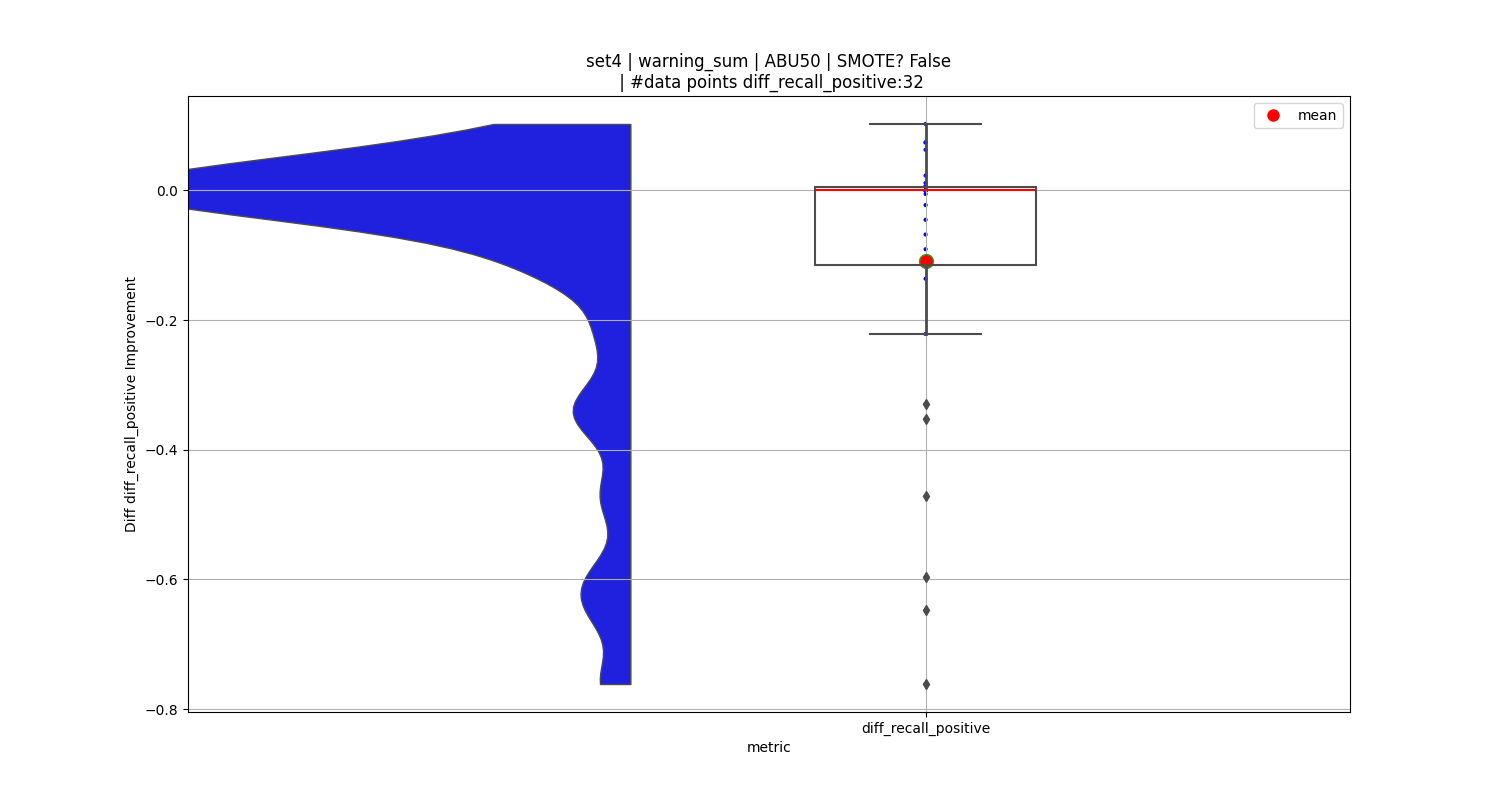 set4 | warning_sum | ABU50 | SMOTE? False
| #data points diff_recall_positive:32
mean
0.0
−0.2
−0.4
−0.6
−0.8
Diff diff_recall_positive Improvement
diff_recall_positive
metric